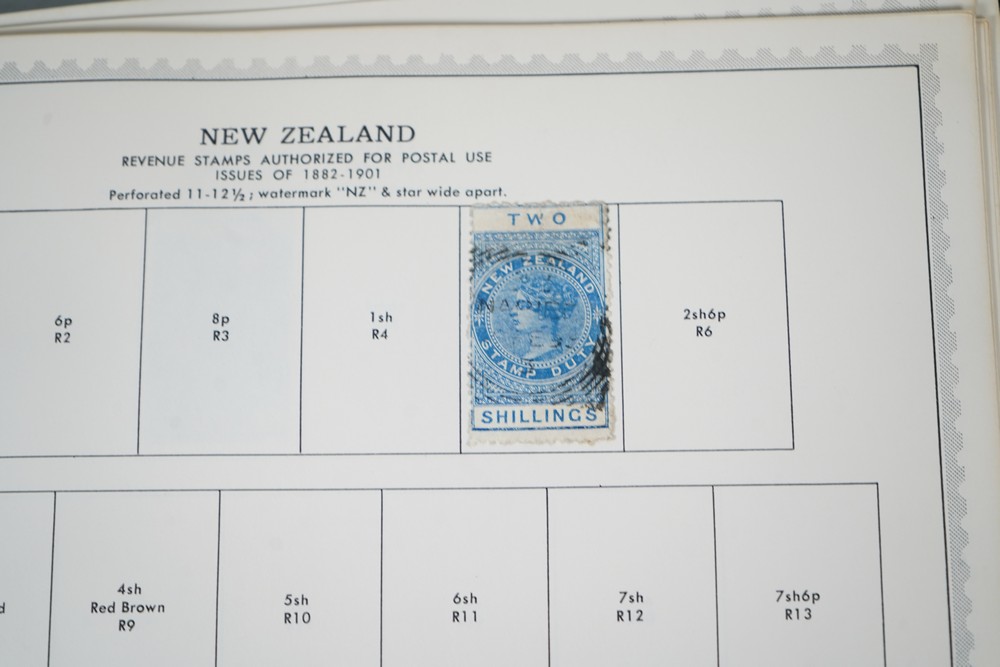 NEW ZEALAND
REVENUE STAMPS AUTHORIZED FOR POSTAL USE
ISSUES OF 1882-1901
Perforated 11-12½; watermark "NZ" & star wide apart.
6p
R2
8p
R3
1sh
R4
TWO
NEW ZEALAND
STAMP DUTY
SHILLINGS
2sh6p
R6
d
4sh
Red Brown
R9
5sh
R10
6sh
R11
7sh
R12
7sh6p
R13